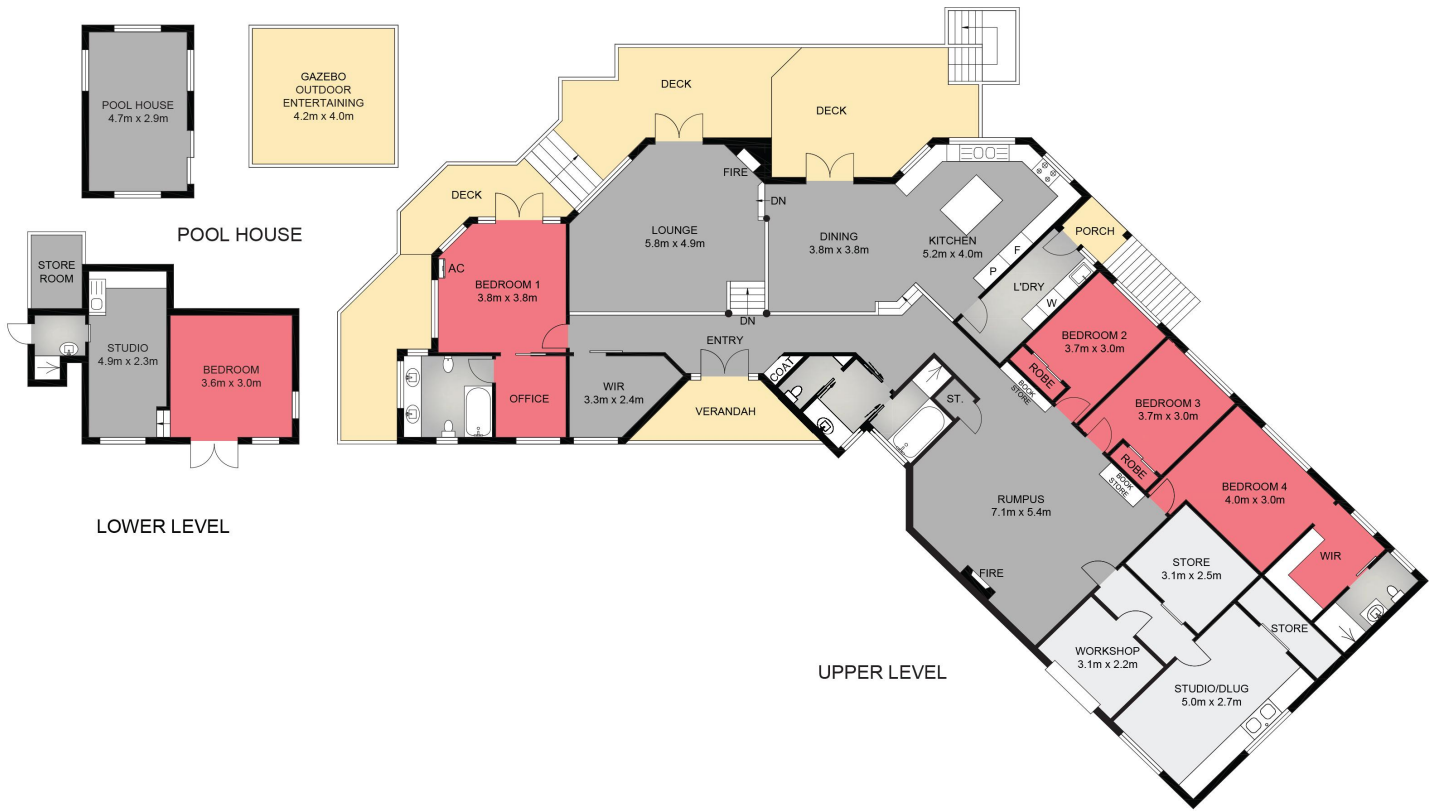 POOL HOUSE
4.7m x 2.9m
GAZEBO
OUTDOOR
ENTERTAINING
4.2m x 4.0m
POOL HOUSE
STORE
ROOM
STUDIO
4.9m x 2.3m
BEDROOM
3.6m x 3.0m
LOWER LEVEL
DECK
DECK
DECK
FIRE
DN
LOUNGE
5.8m x 4.9m
DINING
3.8m x 3.8m
KITCHEN
5.2m x 4.0m
F
P
PORCH
L'DRY
W
AC
BEDROOM 1
3.8m x 3.8m
DN
ENTRY
WIR
3.3m x 2.4m
OFFICE
VERANDAH
COAT
ST.
BEDROOM 2
3.7m x 3.0m
ROBE
BOOK
STORE
BEDROOM 3
3.7m x 3.0m
ROBE
BOOK
STORE
BEDROOM 4
4.0m x 3.0m
WIR
RUMPUS
7.1m x 5.4m
FIRE
STORE
3.1m x 2.5m
STORE
WORKSHOP
3.1m x 2.2m
STUDIO/DLUG
5.0m x 2.7m
UPPER LEVEL